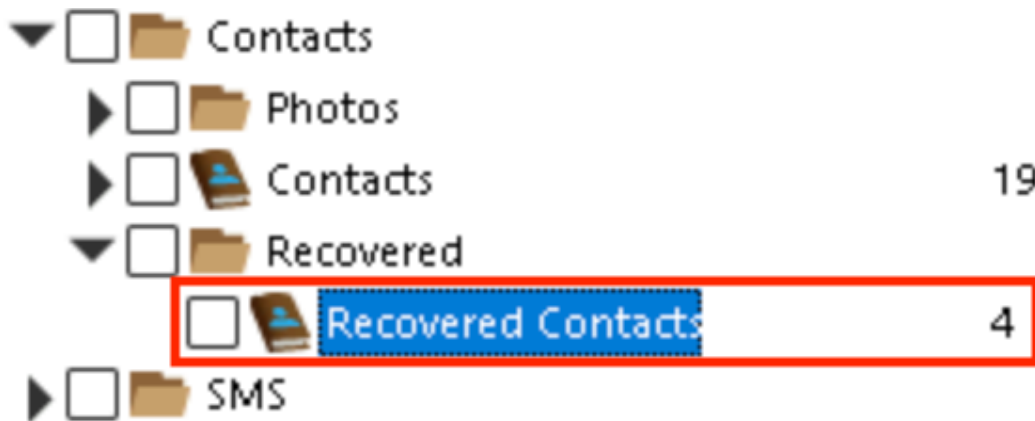 Contacts
Photos
Contacts 19
Recovered
Recovered Contacts 4
SMS